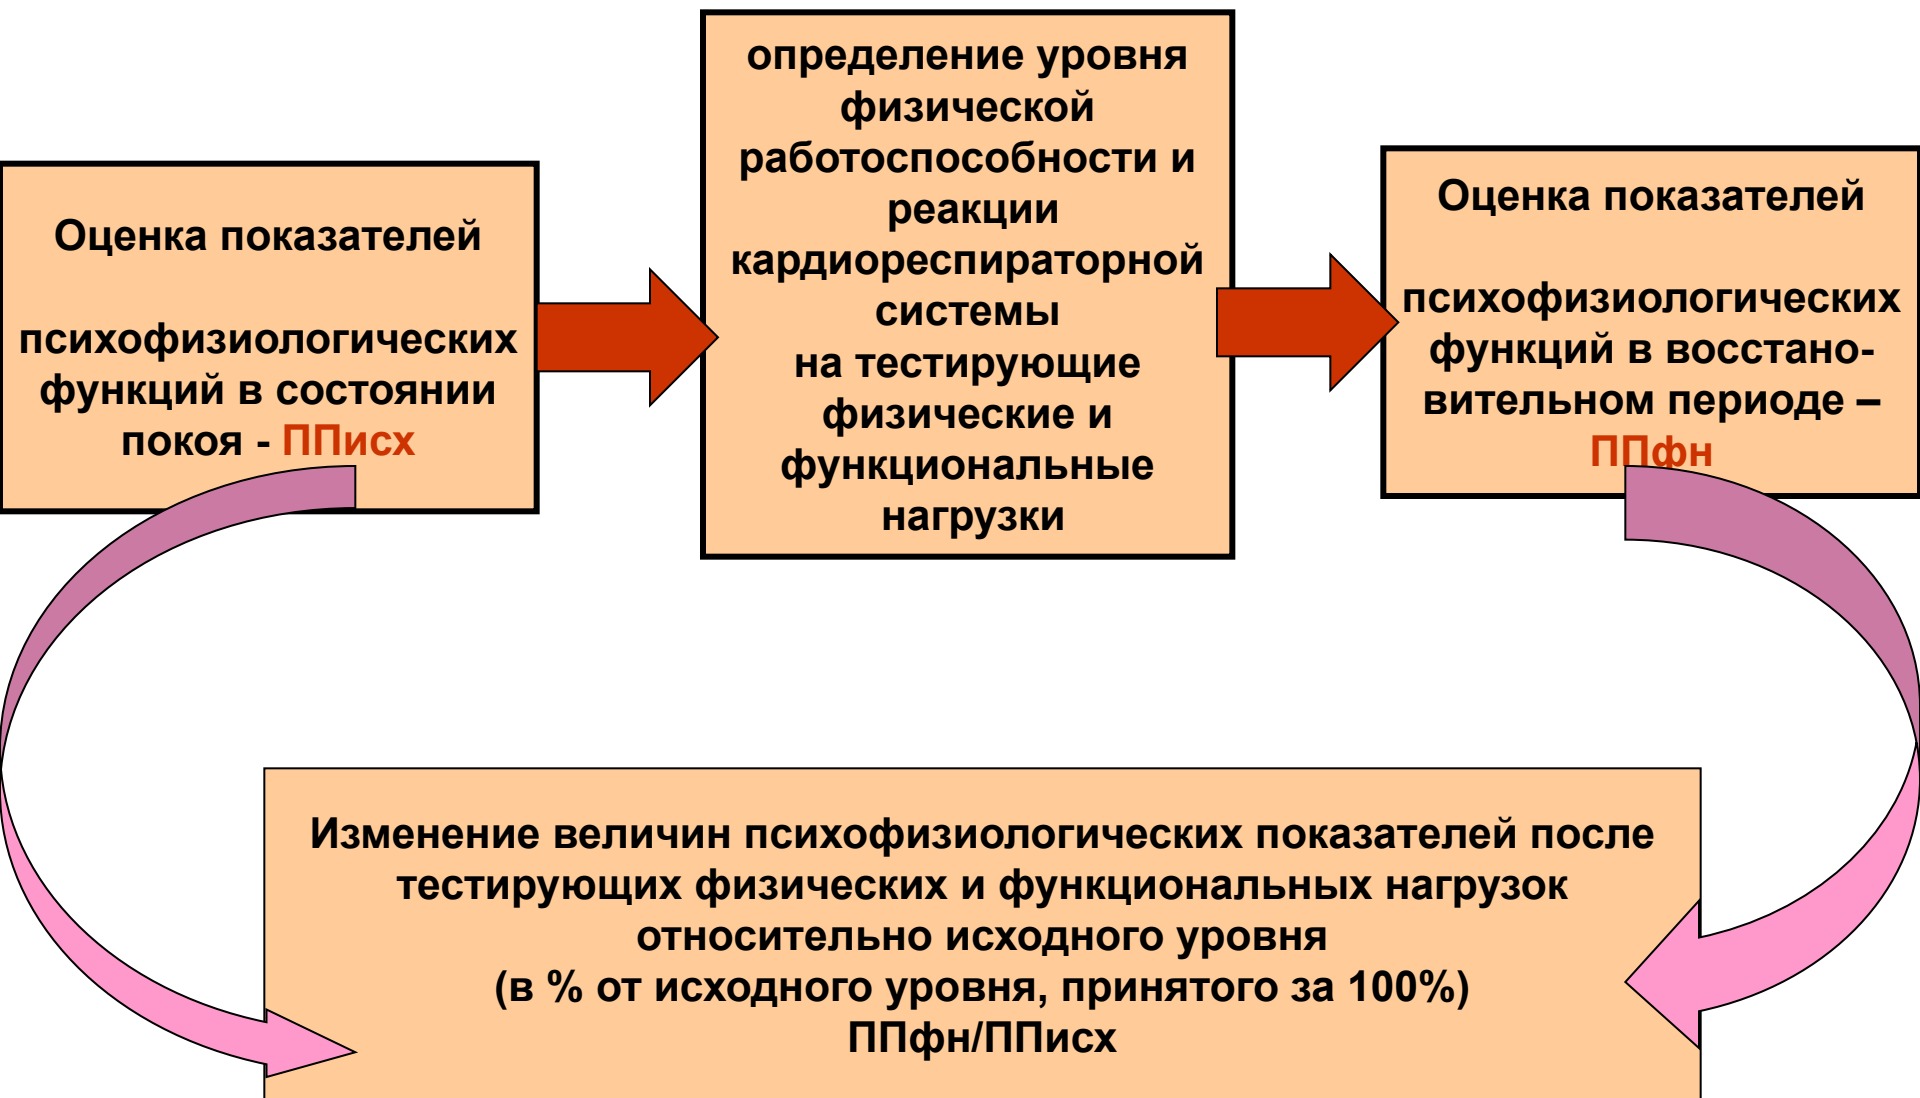 Оценка показателей
психофизиологических
функций в состоянии
покоя - ППисх
определение уровня
физической
работоспособности и
реакции
кардиореспираторной
системы
на тестирующие
физические и
функциональные
нагрузки
Оценка показателей
психофизиологических
функций в восстано-
вительном периоде –
ППфн
Изменение величин психофизиологических показателей после
тестирующих физических и функциональных нагрузок
относительно исходного уровня
(в % от исходного уровня, принятого за 100%)
ППфн/ППисх